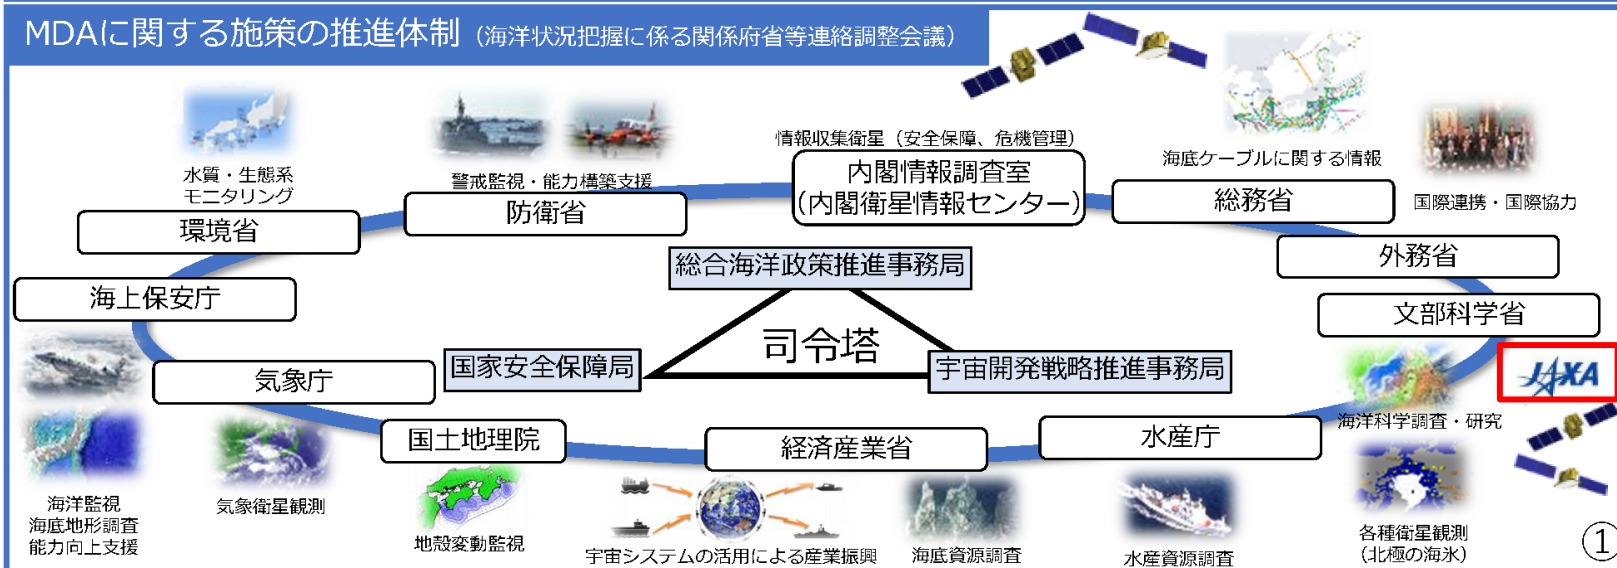 MDAに関する施策の推進体制（海洋状況把握に係る関係府省等連絡調整会議）
水質・生態系
モニタリング
環境省
警戒監視・能力構築支援
防衛省
情報収集衛星（安全保障、危機管理）
内閣情報調査室
（内閣衛星情報センター）
海底ケーブルに関する情報
総務省
国際連携・国際協力
外務省
文部科学省
JAXA
海洋科学調査・研究
各種衛星観測
（北極の海氷）
総合海洋政策推進事務局
司令塔
国家安全保障局
宇宙開発戦略推進事務局
海上保安庁
海洋監視
海底地形調査
能力向上支援
気象庁
気象衛星観測
国土地理院
地殻変動監視
経済産業省
宇宙システムの活用による産業振興
海底資源調査
水産庁
水産資源調査
①